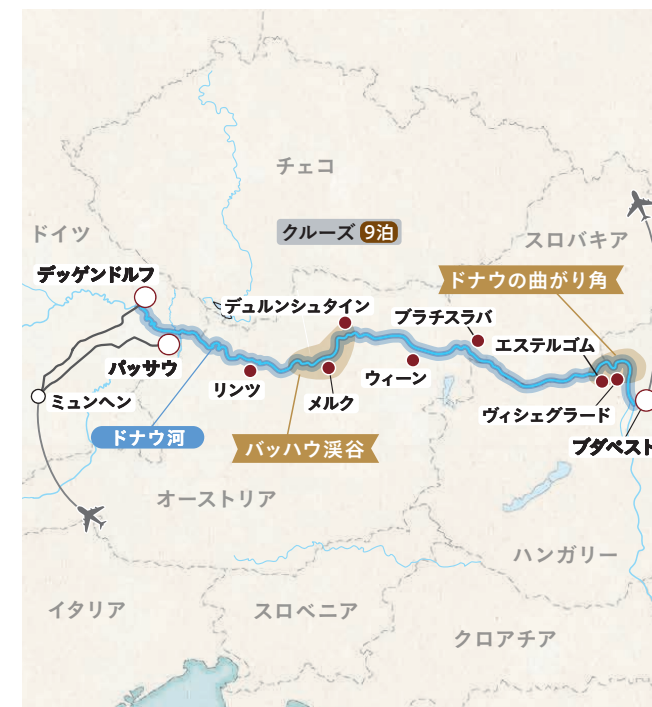 チェコ
クルーズ 9泊
ドイツ
スロバキア
デッゲンドルフ
ドナウの曲がり角
デュルンシュタイン
ブラチスラバ
エステルゴム
パッサウ
リンツ
メルク
ウィーン
ミュンヘン
ヴィシェグラード
ドナウ河
バッハウ渓谷
ブダペスト
オーストリア
ハンガリー
イタリア
スロベニア
クロアチア